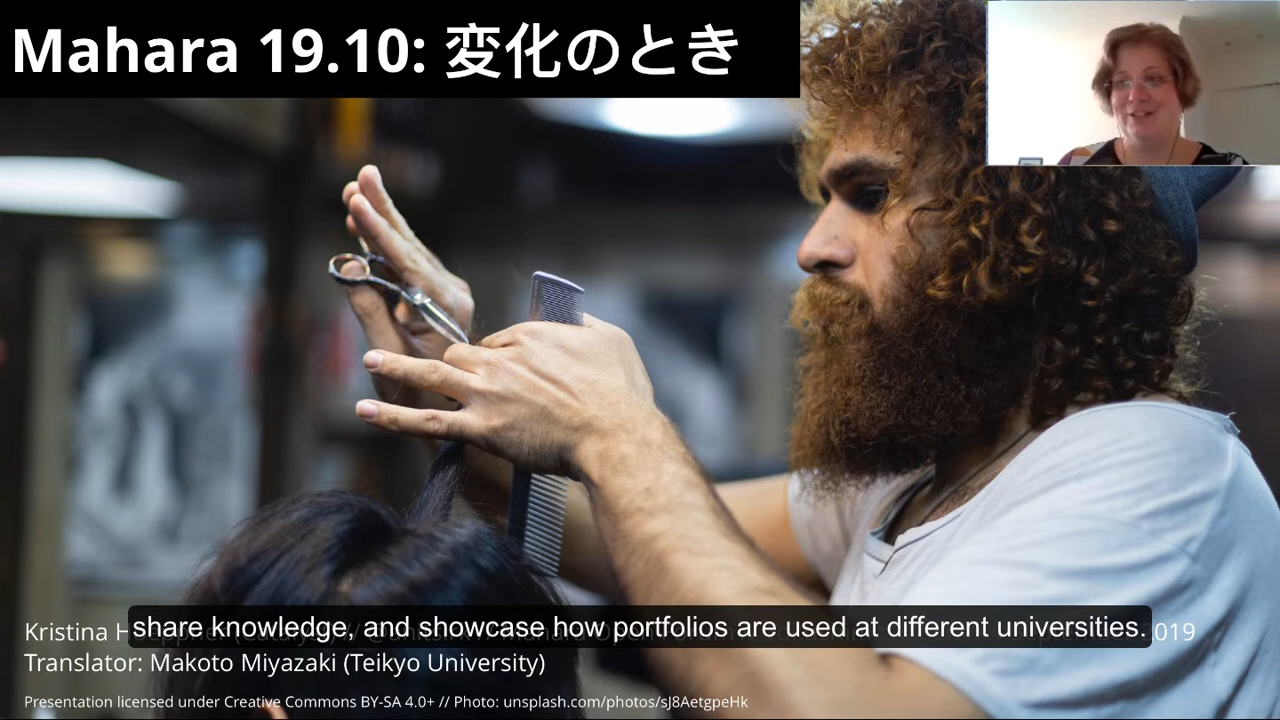 Mahara 19.10: 変化のとき
share knowledge, and showcase how portfolios are used at different universities.
Kristina 2019
Translator: Makoto Miyazaki (Teikyo University)
Presentation licensed under Creative Commons BY-SA 4.0+ // Photo: unsplash.com/photos/sJ8AetgpeHk